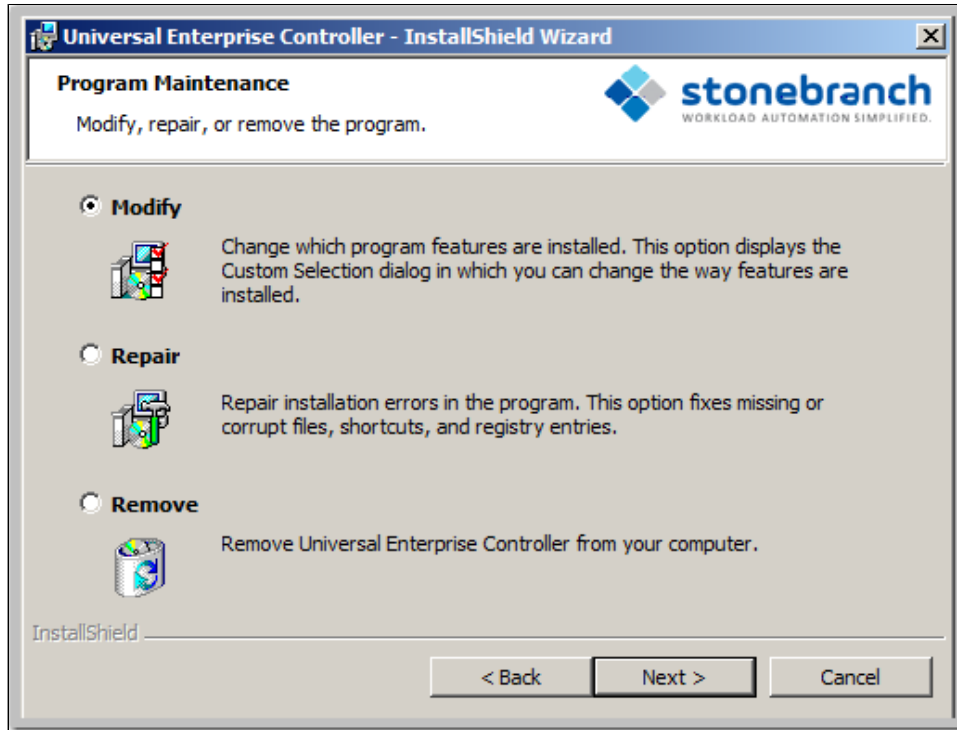 Universal Enterprise Controller - InstallShield Wizard
Program Maintenance
Modify, repair, or remove the program.
stonebranch
WORKLOAD AUTOMATION SIMPLIFIED.
Modify
Change which program features are installed. This option displays the
Custom Selection dialog in which you can change the way features are
installed.
Repair
Repair installation errors in the program. This option fixes missing or
corrupt files, shortcuts, and registry entries.
Remove
Remove Universal Enterprise Controller from your computer.
InstallShield
< Back
Next >
Cancel